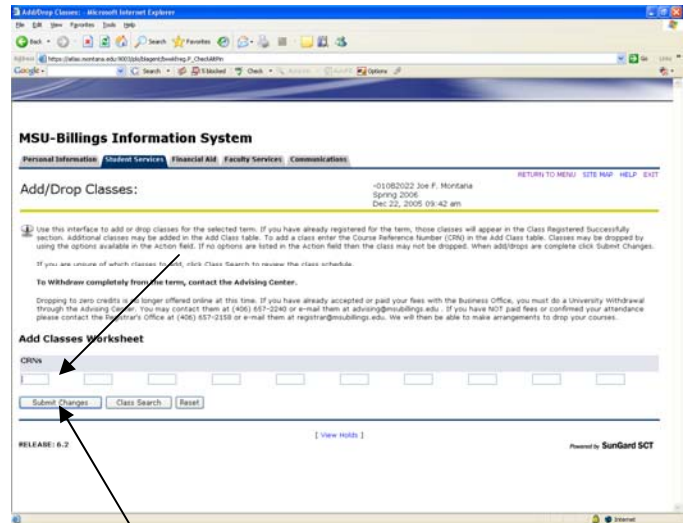 Add/Drop Classes: - Microsoft Internet Explorer
File Edit View Favorites Tools Help
Back Search Favorites
Address Go Links
Google Search 5 blocked Check Options
MSU-Billings Information System
Personal Information Student Services Financial Aid Faculty Services Communications
RETURN TO MENU SITE MAP HELP EXIT
Add/Drop Classes:
-01082022 Joe F. Montana
Spring 2006
Dec 22, 2005 09:42 am
Use this interface to add or drop classes for the selected term. If you have already registered for the term, those classes will appear in the Class Registered Successfully
section. Additional classes may be added in the Add Class table. To add a class enter the Course Reference Number (CRN) in the Add Class table. Classes may be dropped by
using the options available in the Action field. If no options are listed in the Action field then the class may not be dropped. When add/drops are complete click Submit Changes.
If you are unsure of which classes to add, click Class Search to review the class schedule.
To Withdraw completely from the term, contact the Advising Center.
Dropping to zero credits is no longer offered online at this time. If you have already accepted or paid your fees with the Business Office, you must do a University Withdrawal
through the Advising Center. You may contact them at (406) 657-2240 or e-mail them at advising@msubillings.edu . If you have NOT paid fees or confirmed your attendance
please contact the Registrar's Office at (406) 657-2158 or e-mail them at registrar@msubillings.edu. We will then be able to make arrangements to drop your courses.
Add Classes Worksheet
CRNs
Submit Changes Class Search Reset
[ View Holds ]
RELEASE: 6.2
Powered by SunGard SCT
Internet